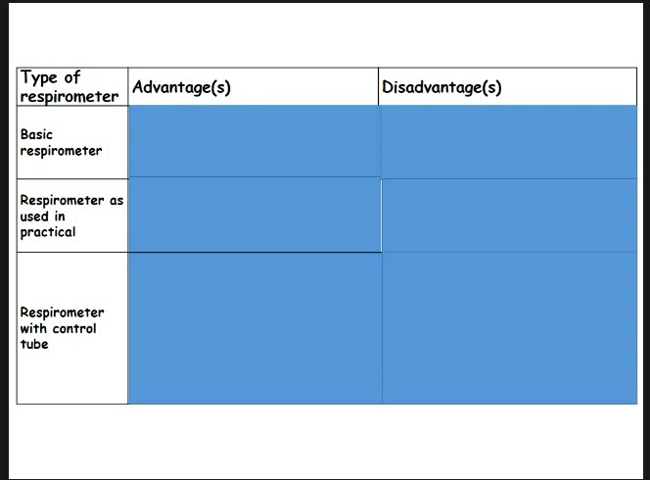 Type of
respirometer
Advantage(s)
Disadvantage(s)
Basic
respirometer
Respirometer as
used in
practical
Respirometer
with control
tube